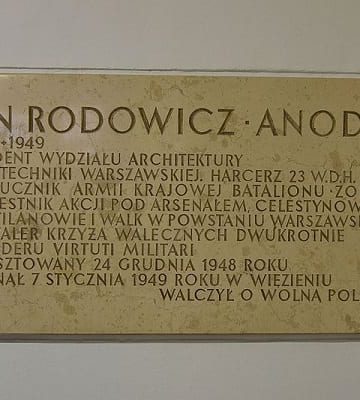 N RODOWICZ · ANOD
•1949
DENT WYDZIAŁU ARCHITEKTURY
TECHNIKI WARSZAWSKIEJ. HARCERZ 23 W.D.H.
UCZNIK ARMII KRAJOWEJ BATALIONU · ZO
ESTNIK AKCJI POD ARSENAŁEM, CELESTYNÓW
ILANOWIE I WALK W POWSTANIU WARSZAWS
ALER KRZYŻA WALECZNYCH DWUKROTNIE
DERU VIRTUTI MILITARI
SZTOWANY 24 GRUDNIA 1948 ROKU
NĄŁ 7 STYCZNIA 1949 ROKU W WIĘZIENIU
WALCZYŁ O WOLNĄ POL